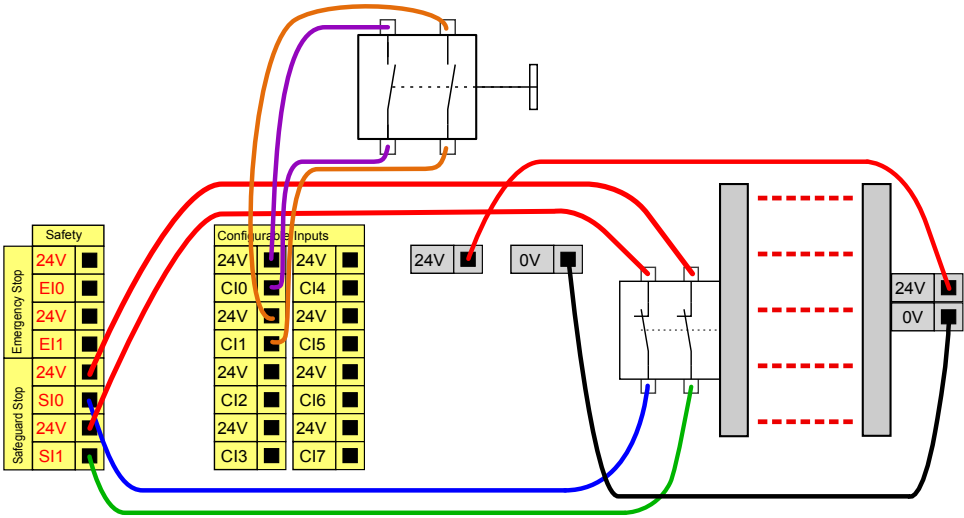 Safety
Emergency Stop
24V
EI0
24V
EI1
Safeguard Stop
24V
SI0
24V
SI1
Configurable Inputs
24V 24V
CI0 CI4
24V 24V
CI1 CI5
24V 24V
CI2 CI6
24V 24V
CI3 CI7
24V
0V
24V
0V